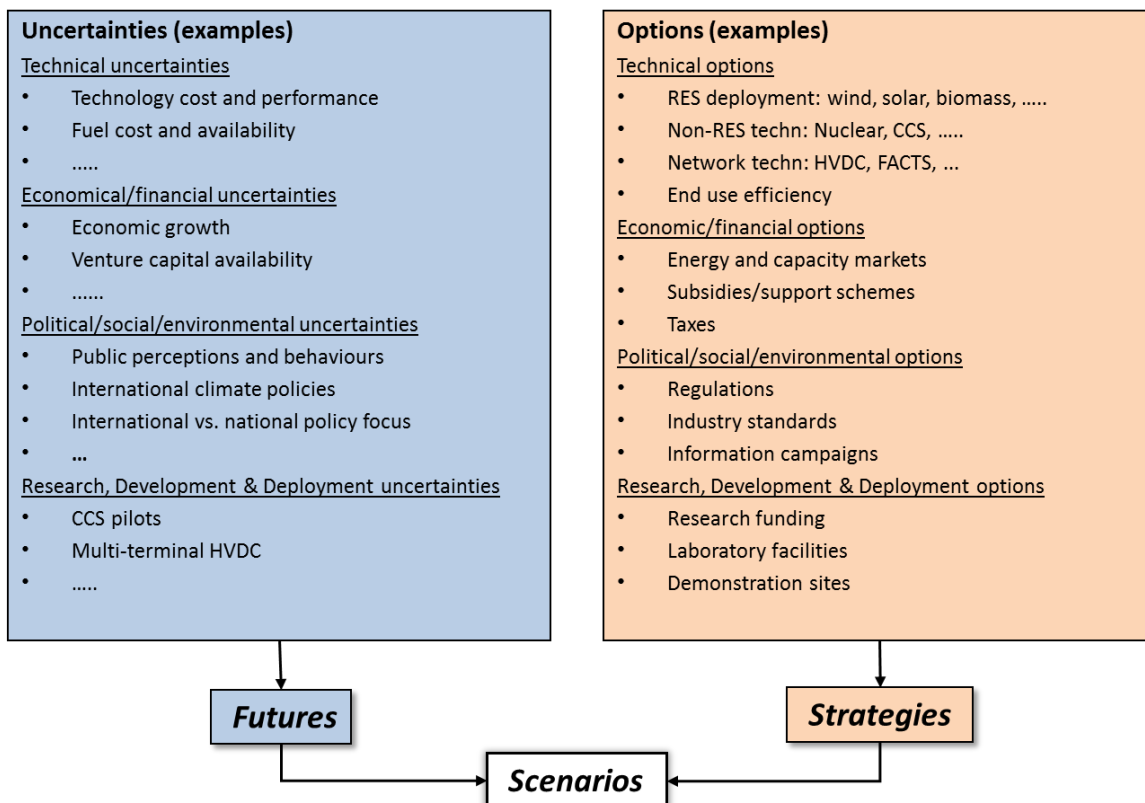 Uncertainties (examples)
Technical uncertainties
• Technology cost and performance
• Fuel cost and availability
• .....
Economical/financial uncertainties
• Economic growth
• Venture capital availability
• ......
Political/social/environmental uncertainties
• Public perceptions and behaviours
• International climate policies
• International vs. national policy focus
• ...
Research, Development & Deployment uncertainties
• CCS pilots
• Multi-terminal HVDC
• .....
Options (examples)
Technical options
• RES deployment: wind, solar, biomass, .....
• Non-RES techn: Nuclear, CCS, .....
• Network techn: HVDC, FACTS, ...
• End use efficiency
Economic/financial options
• Energy and capacity markets
• Subsidies/support schemes
• Taxes
Political/social/environmental options
• Regulations
• Industry standards
• Information campaigns
Research, Development & Deployment options
• Research funding
• Laboratory facilities
• Demonstration sites
Futures
Strategies
Scenarios